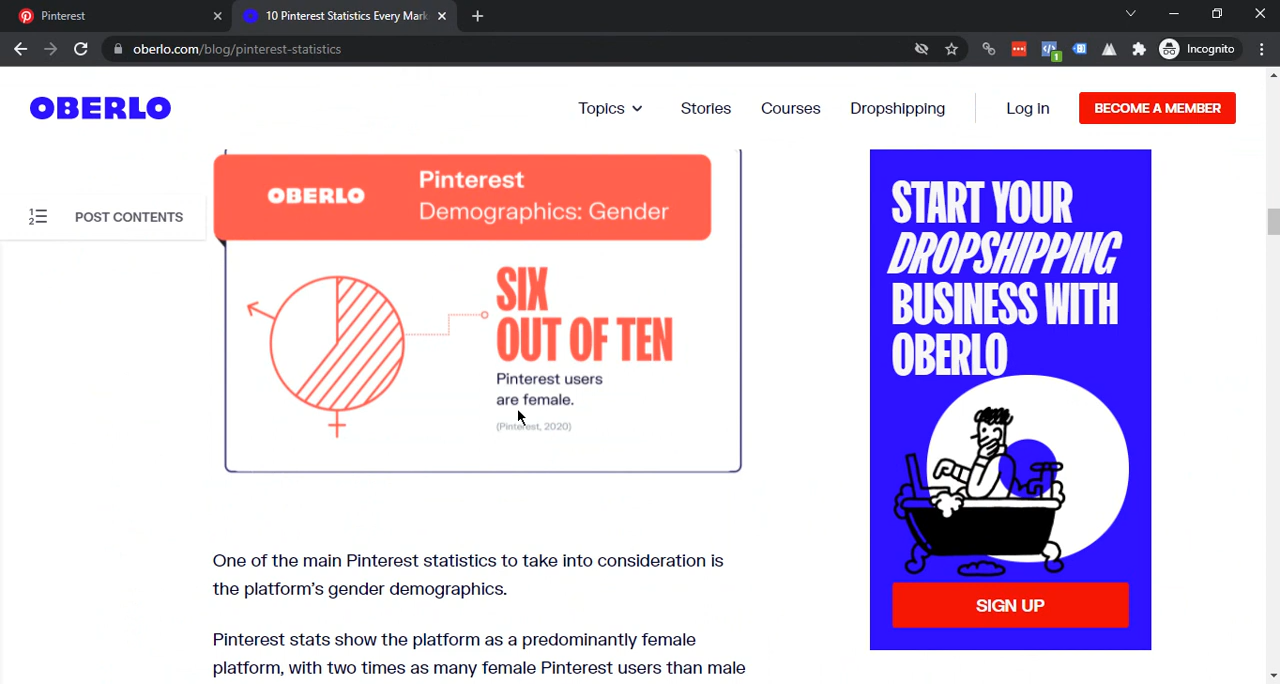 Pinterest
10 Pinterest Statistics Every Mark
oberlo.com/blog/pinterest-statistics
1
Incognito
OBERLO
Topics
Stories
Courses
Dropshipping
Log In
BECOME A MEMBER
1
2
POST CONTENTS
OBERLO
Pinterest
Demographics: Gender
SIX
OUT OF TEN
Pinterest users
are female.
(Pinterest, 2020)
One of the main Pinterest statistics to take into consideration is
the platform's gender demographics.
Pinterest stats show the platform as a predominantly female
platform, with two times as many female Pinterest users than male
START YOUR
DROPSHIPPING
BUSINESS WITH
OBERLO
SIGN UP